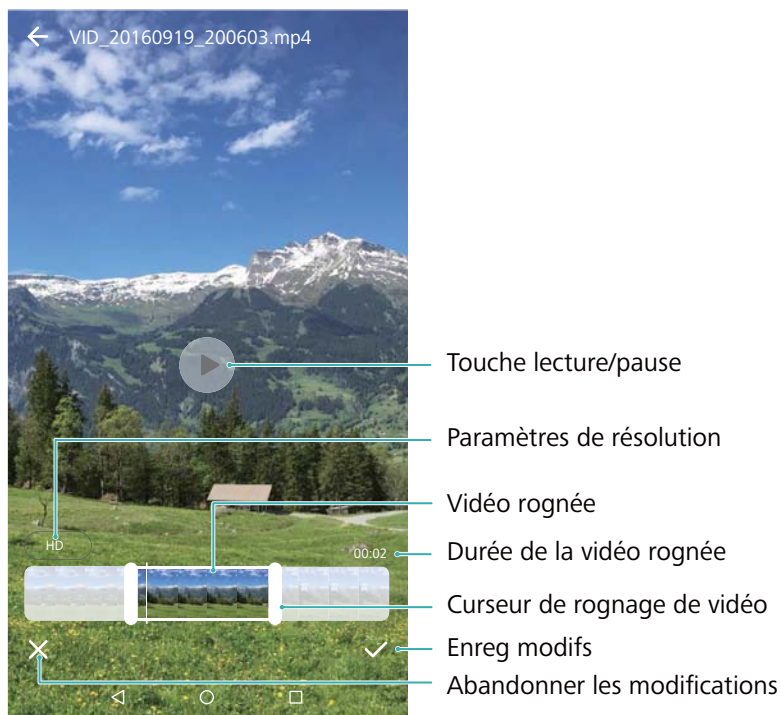 VID_20160919_200603.mp4
Touche lecture/pause
Paramètres de résolution
Vidéo rognée
HD
00:02
Durée de la vidéo rognée
Curseur de rognage de vidéo
Enreg modifs
Abandonner les modifications